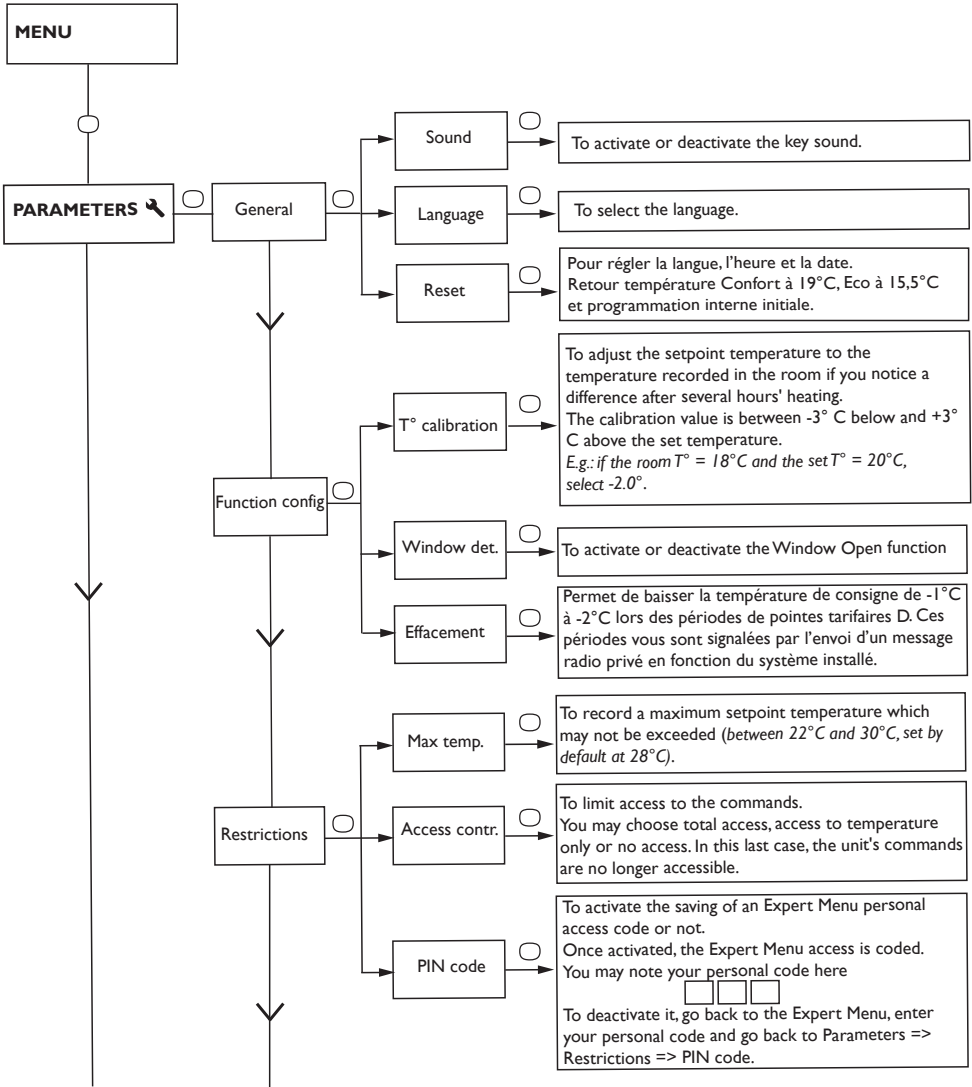 MENU
PARAMETERS
General
Sound
To activate or deactivate the key sound.
Language
To select the language.
Reset
Pour régler la langue, l'heure et la date.
Retour température Confort à 19°C, Eco à 15,5°C
et programmation interne initiale.
Function config
T° calibration
To adjust the setpoint temperature to the
temperature recorded in the room if you notice a
difference after several hours' heating.
The calibration value is between -3° C below and +3°
C above the set temperature.
E.g.: if the room T° = 18°C and the set T° = 20°C,
select -2.0°.
Window det.
To activate or deactivate the Window Open function
Effacement
Permet de baisser la température de consigne de -1°C
à -2°C lors des périodes de pointes tarifaires D. Ces
périodes vous sont signalées par l'envoi d'un message
radio privé en fonction du système installé.
Restrictions
Max temp.
To record a maximum setpoint temperature which
may not be exceeded (between 22°C and 30°C, set by
default at 28°C).
Access contr.
To limit access to the commands.
You may choose total access, access to temperature
only or no access. In this last case, the unit's commands
are no longer accessible.
PIN code
To activate the saving of an Expert Menu personal
access code or not.
Once activated, the Expert Menu access is coded.
You may note your personal code here
To deactivate it, go back to the Expert Menu, enter
your personal code and go back to Parameters =>
Restrictions => PIN code.